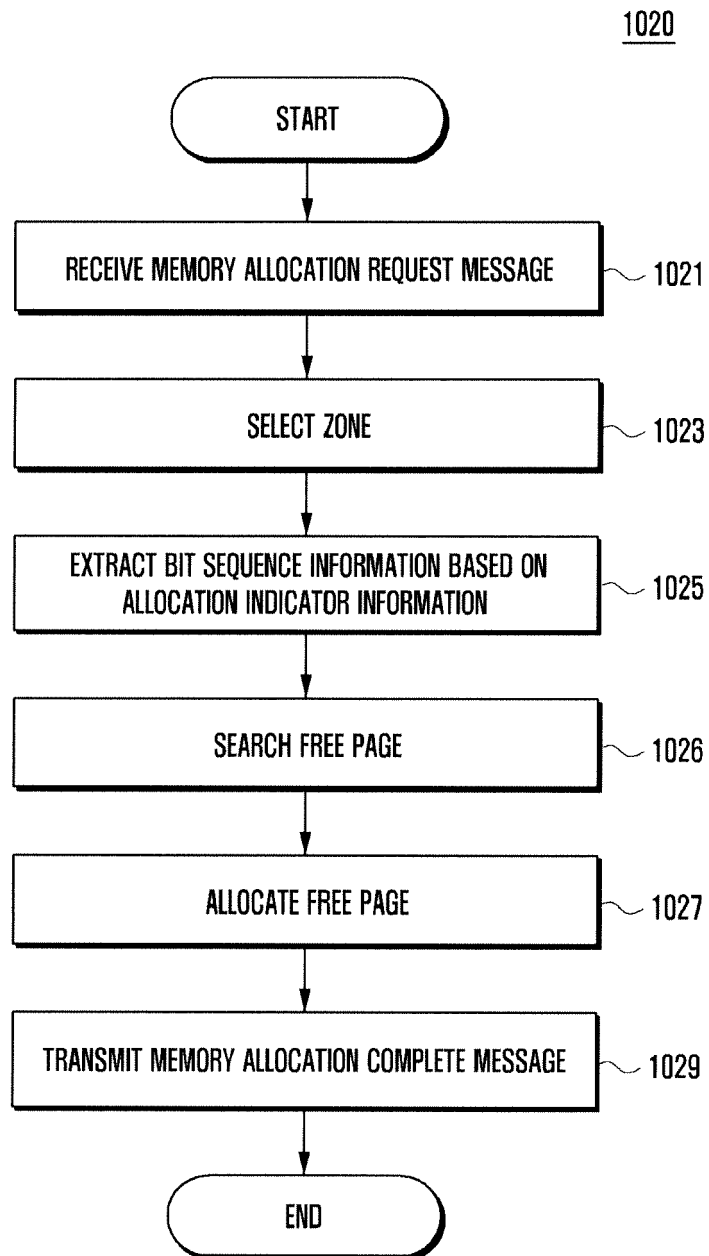 1020
START
RECEIVE MEMORY ALLOCATION REQUEST MESSAGE
1021
SELECT ZONE
1023
EXTRACT BIT SEQUENCE INFORMATION BASED ON
ALLOCATION INDICATOR INFORMATION
1025
SEARCH FREE PAGE
1026
ALLOCATE FREE PAGE
1027
TRANSMIT MEMORY ALLOCATION COMPLETE MESSAGE
1029
END